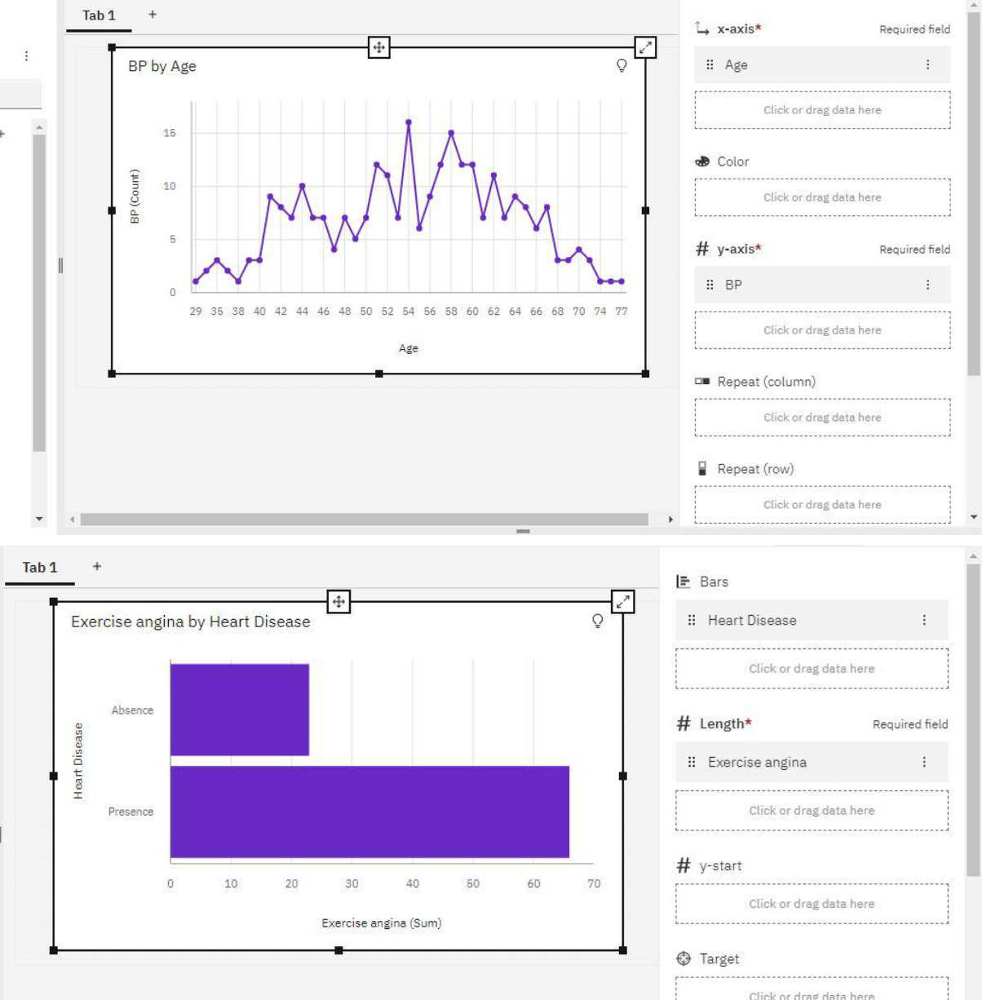 Tab 1 +
BP by Age
BP (Count)
15
10
5
0
29 35 38 40 42 44 46 48 50 52 54 56 58 60 62 64 66 68 70 74 77
Age
x-axis* Required field
Age
Click or drag data here
Color
Click or drag data here
# y-axis* Required field
BP
Click or drag data here
Repeat (column)
Click or drag data here
Repeat (row)
Click or drag data here
Tab 1 +
Exercise angina by Heart Disease
Heart Disease
Absence
Presence
0 10 20 30 40 50 60 70
Exercise angina (Sum)
Bars
Heart Disease
Click or drag data here
# Length* Required field
Exercise angina
Click or drag data here
# y-start
Click or drag data here
Target
Click or drag data here